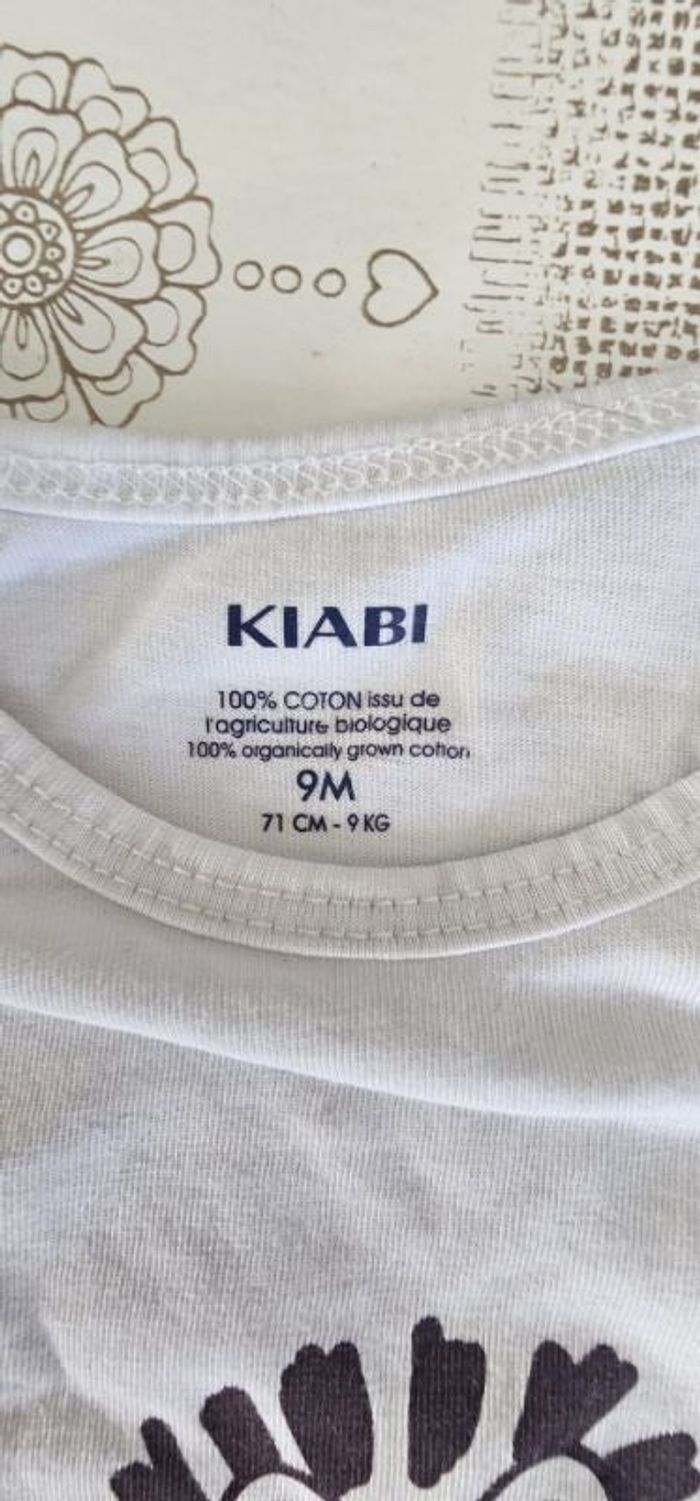 KIABI
100% COTON issu de
l'agriculture biologique
100% organically grown cotton
9M
71 CM - 9 KG